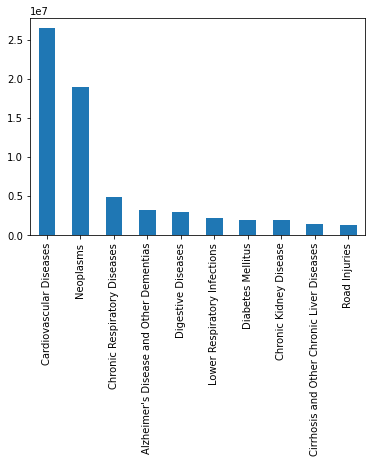 1e7
2.5
2.0
1.5
1.0
0.5
0.0
Cardiovascular Diseases
Neoplasms
Chronic Respiratory Diseases
Alzheimer's Disease and Other Dementias
Digestive Diseases
Lower Respiratory Infections
Diabetes Mellitus
Chronic Kidney Disease
Cirrhosis and Other Chronic Liver Diseases
Road Injuries